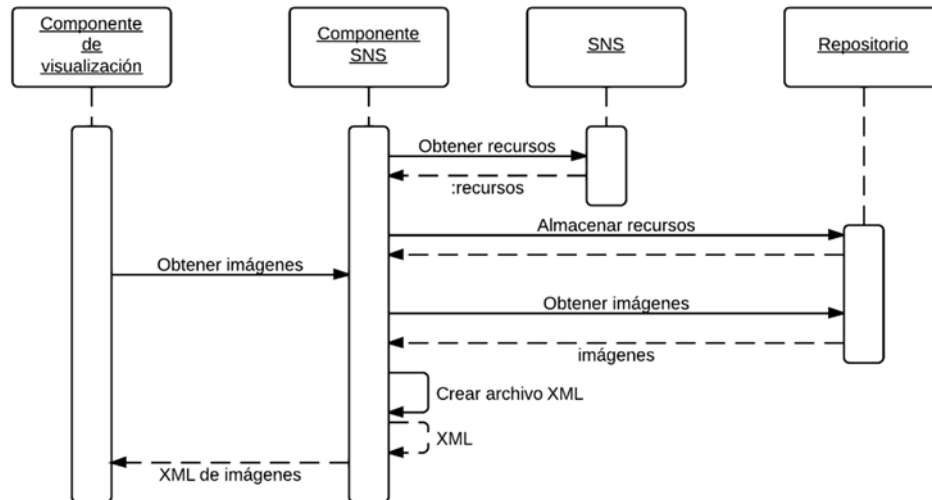 Componente
de
visualización
Componente
SNS
SNS
Repositorio
Obtener recursos
:recursos
Almacenar recursos
Obtener imágenes
Obtener imágenes
imágenes
Crear archivo XML
XML
XML de imágenes